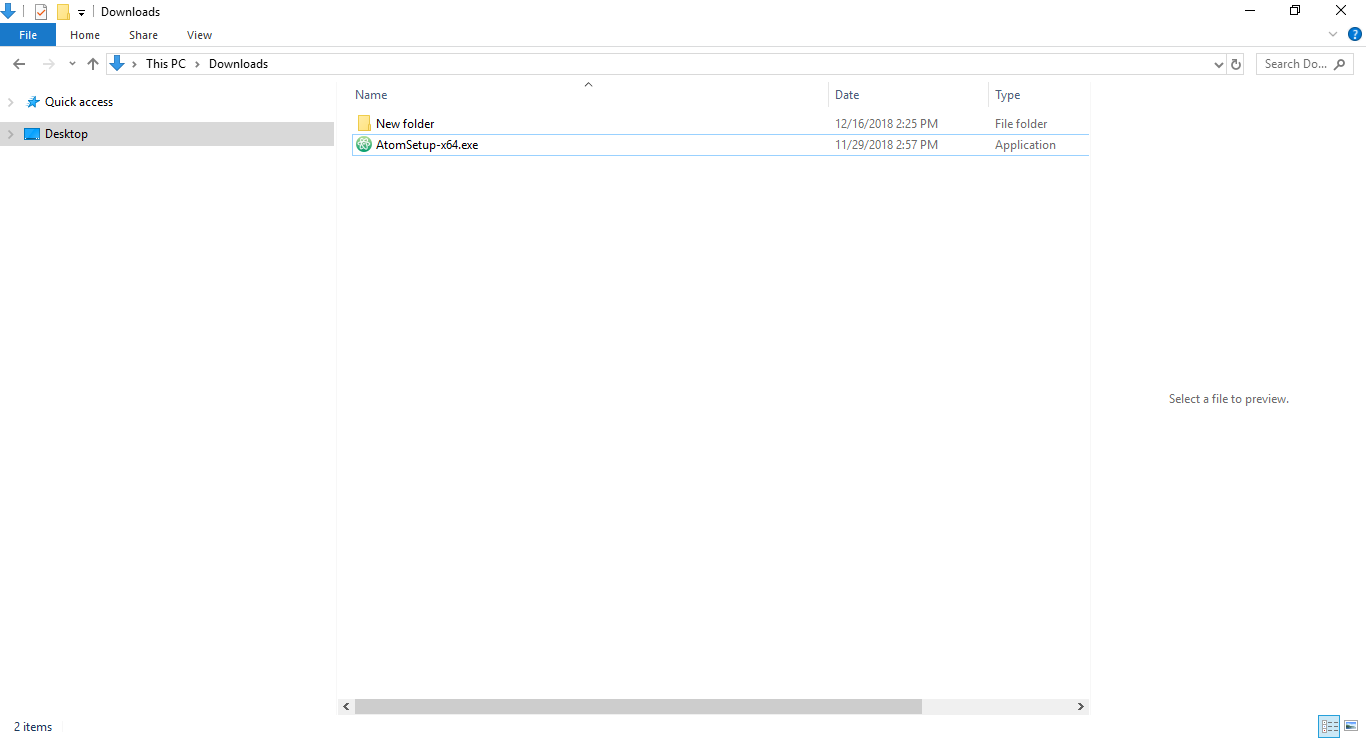 Downloads
File Home Share View
This PC Downloads Search Do...
Quick access
Desktop
Name Date Type
New folder 12/16/2018 2:25 PM File folder
AtomSetup-x64.exe 11/29/2018 2:57 PM Application
Select a file to preview.
2 items